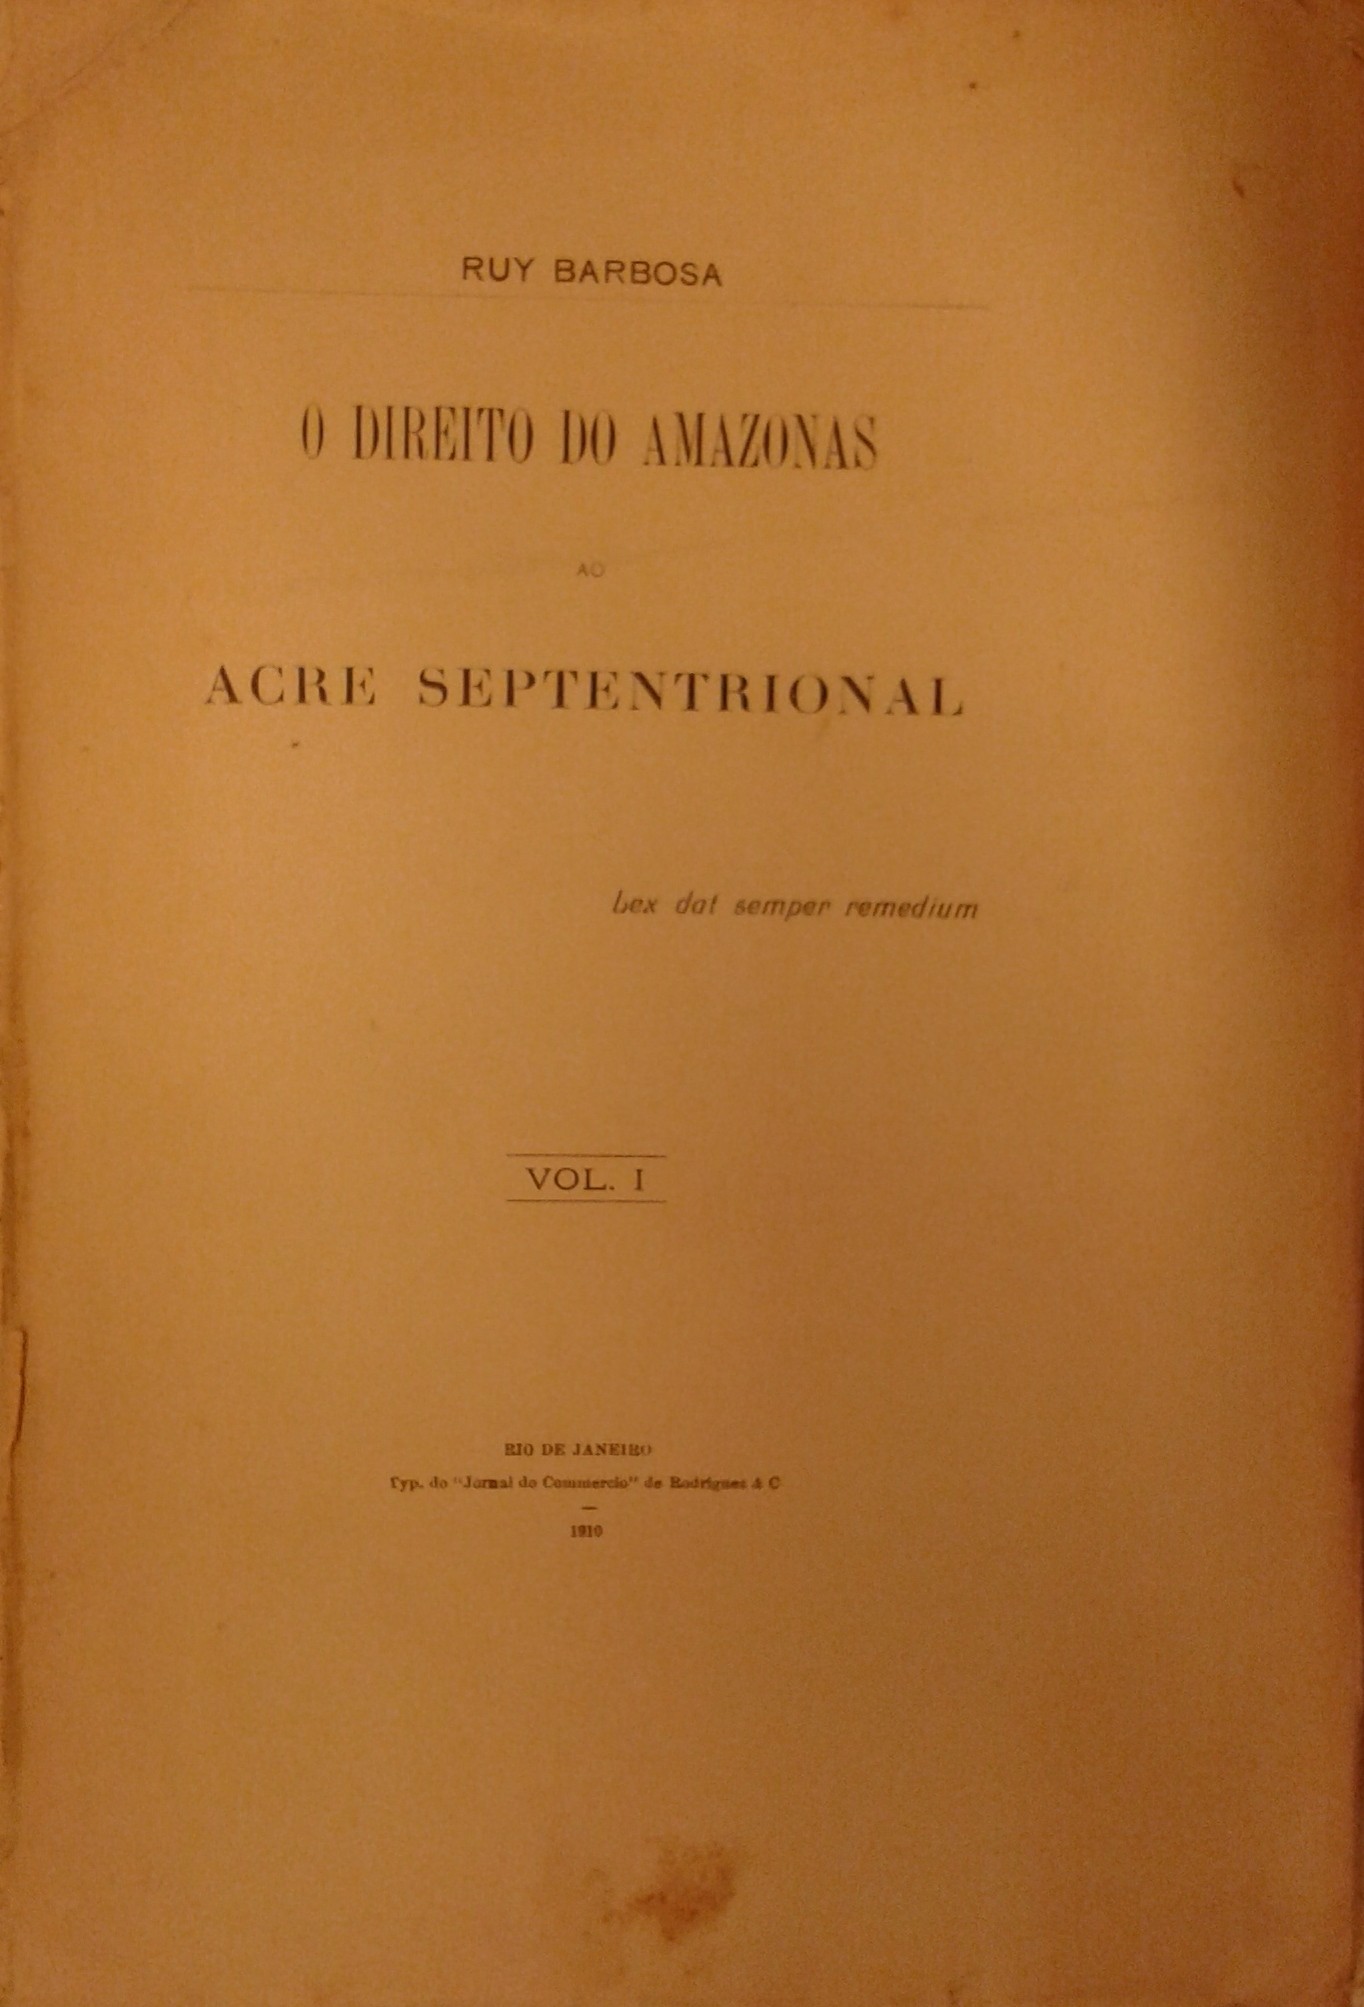 RUY BARBOSA
O DIREITO DO AMAZONAS
AO
ACRE SEPTENTRIONAL
Lex dat semper remedium
VOL. I
RIO DE JANEIRO
Typ. do "Jornal do Commercio" de Rodrigues & C
1910